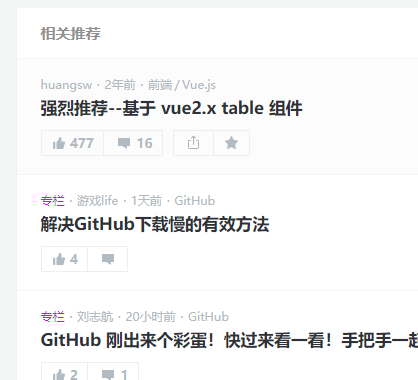 相关推荐
huangsw · 2年前 · 前端 / Vue.js
强烈推荐--基于 vue2.x table 组件
477 16
专栏 · 游戏life · 1天前 · GitHub
解决GitHub下载慢的有效方法
4
专栏 · 刘志航 · 20小时前 · GitHub
GitHub 刚出来个彩蛋！快过来看一看！手把手一
2 1